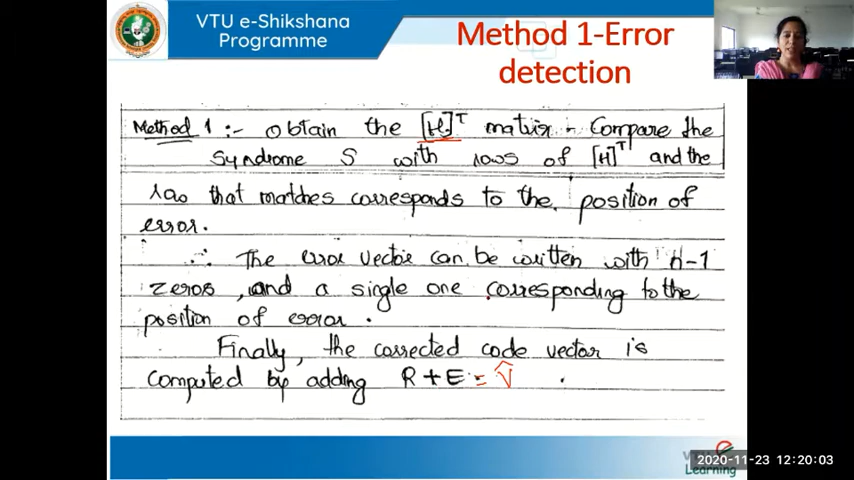 VTU e-Shikshana
Programme
Method 1-Error
detection
Method 1 :- Obtain the [H]ᵀ matrix. Compare the
Syndrome S with rows of [H]ᵀ and the
row that matches corresponds to the position of
error.
∴ The error vector can be written with n-1
zeros, and a single one corresponding to the
position of error.
Finally, the corrected code vector is
computed by adding R+E = V̂
2020-11-23 12:20:03
Learning